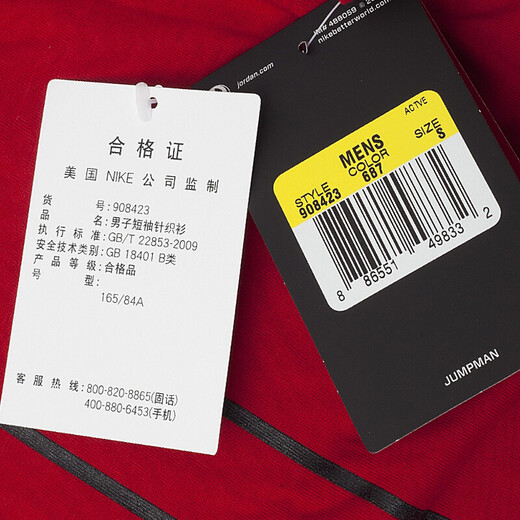 合格证
美国 NIKE 公司监制
货号:908423
品名:男子短袖针织衫
执行标准:GB/T 22853-2009
安全技术类别:GB 18401 B类
产品等级:合格品
号型:
165/84A
客服热线:800-820-8865(固话)
400-880-6453(手机)
jordan.com
nikebetterworld.com
ACTVE
MENS
STYLE COLOR SIZE
908423 687 S
8 86551 49833 2
JUMPMAN